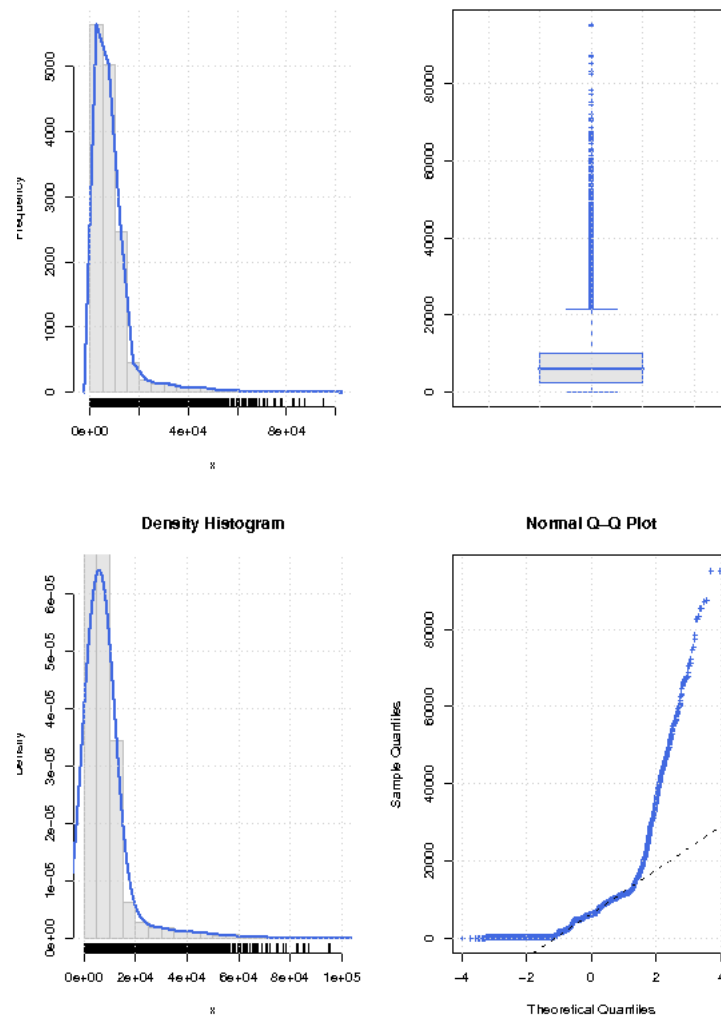 Frequency
0
1000
2000
3000
4000
5000
0e+00
4e+04
8e+04
x
0
20000
40000
60000
80000
Density Histogram
Density
0e+00
1e-05
2e-05
3e-05
4e-05
5e-05
6e-05
0e+00
2e+04
4e+04
6e+04
8e+04
1e+05
x
Normal Q-Q Plot
Sample Quantiles
0
20000
40000
60000
80000
-4
-2
0
2
4
Theoretical Quantiles